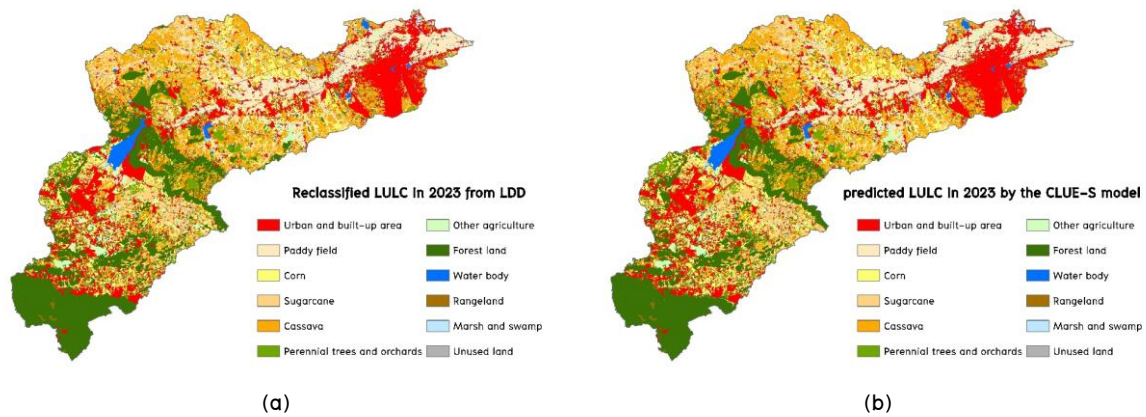 Reclassified LULC in 2023 from LDD
Urban and built-up area
Other agriculture
Paddy field
Forest land
Corn
Water body
Sugarcane
Rangeland
Cassava
Marsh and swamp
Perennial trees and orchards
Unused land
(a)
predicted LULC in 2023 by the CLUE-S model
Urban and built-up area
Other agriculture
Paddy field
Forest land
Corn
Water body
Sugarcane
Rangeland
Cassava
Marsh and swamp
Perennial trees and orchards
Unused land
(b)